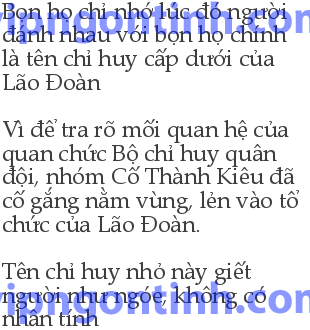 Bọn họ chỉ nhớ lúc đó người
đánh nhau với bọn họ chính
là tên chỉ huy cấp dưới của
Lão Đoàn
Vì để tra rõ mối quan hệ của
quan chức Bộ chỉ huy quân
đội, nhóm Cố Thành Kiêu đã
cố gắng nằm vùng, lẻn vào tổ
chức của Lão Đoàn.
Tên chỉ huy nhỏ này giết
người như ngóe, không có
nhân tính